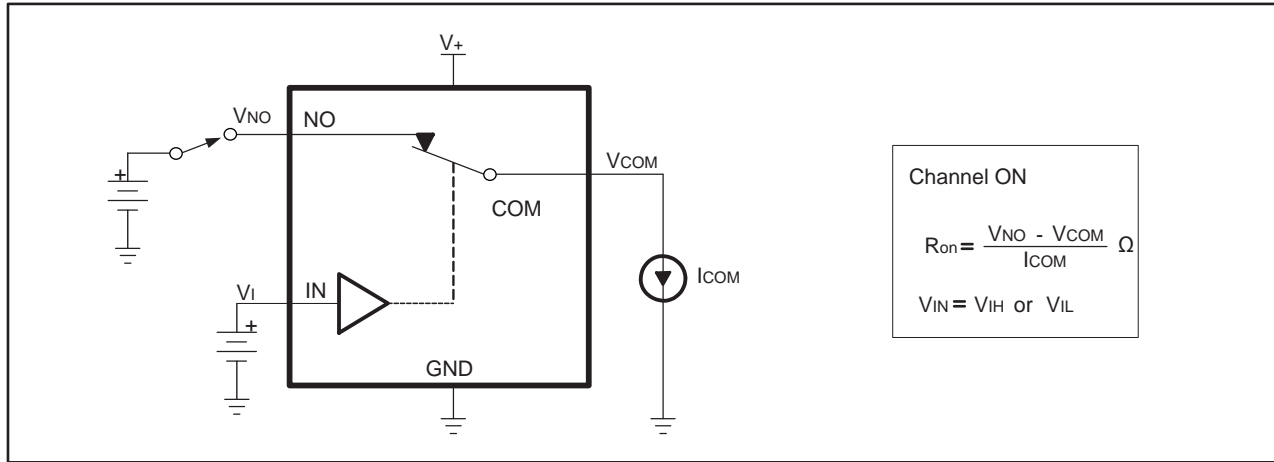 V+
VNO
NO
+
VCOM
COM
VI
IN
+
ICOM
GND
Channel ON
Ron = VNO - VCOM / ICOM Ω
VIN = VIH or VIL